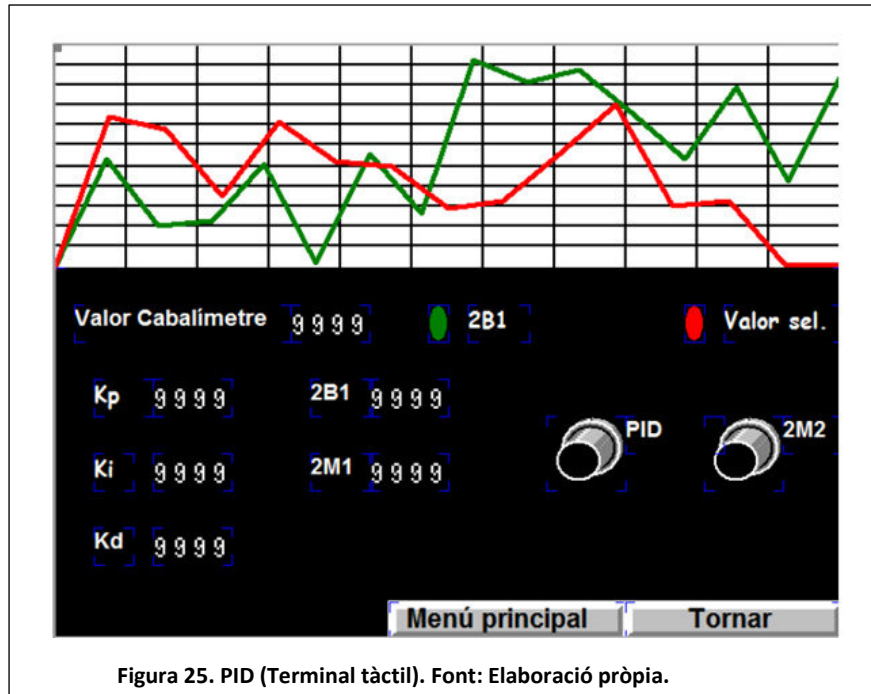 Valor Cabalímetre 9999 2B1 Valor sel.
Kp 9999 2B1 9999 PID 2M2
Ki 9999 2M1 9999
Kd 9999
Menú principal Tornar
Figura 25. PID (Terminal tàctil). Font: Elaboració pròpia.